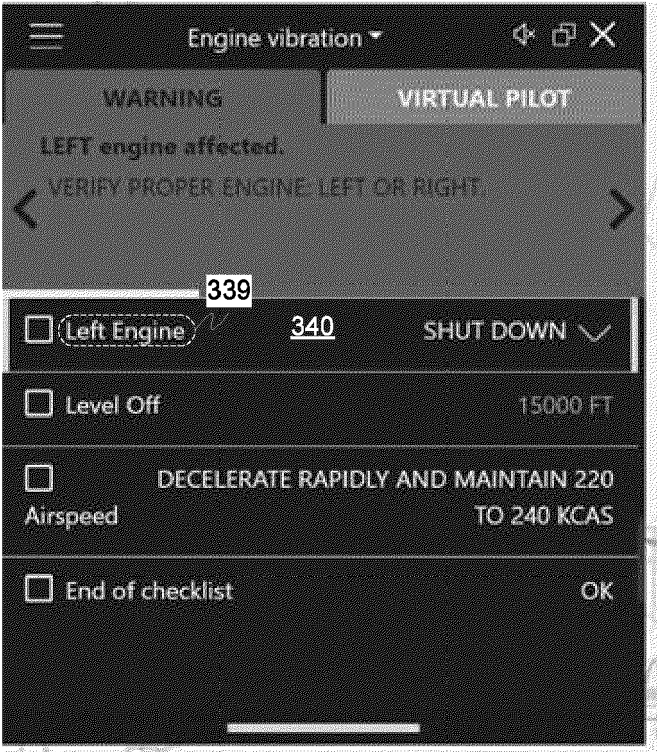 Engine vibration
WARNING VIRTUAL PILOT
LEFT engine affected.
VERIFY PROPER ENGINE: LEFT OR RIGHT.
339
Left Engine 340 SHUT DOWN
Level Off 15000 FT
DECELERATE RAPIDLY AND MAINTAIN 220
Airspeed TO 240 KCAS
End of checklist OK